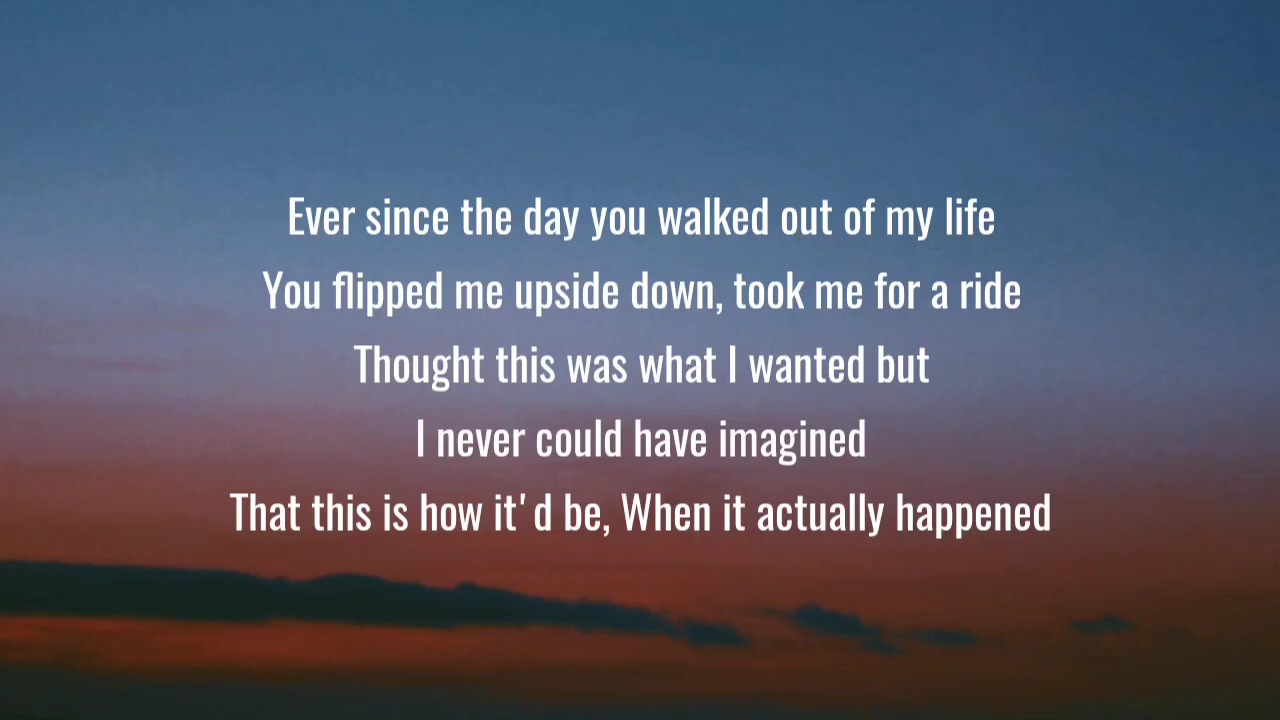 Ever since the day you walked out of my life
You flipped me upside down, took me for a ride
Thought this was what I wanted but
I never could have imagined
That this is how it'd be, When it actually happened